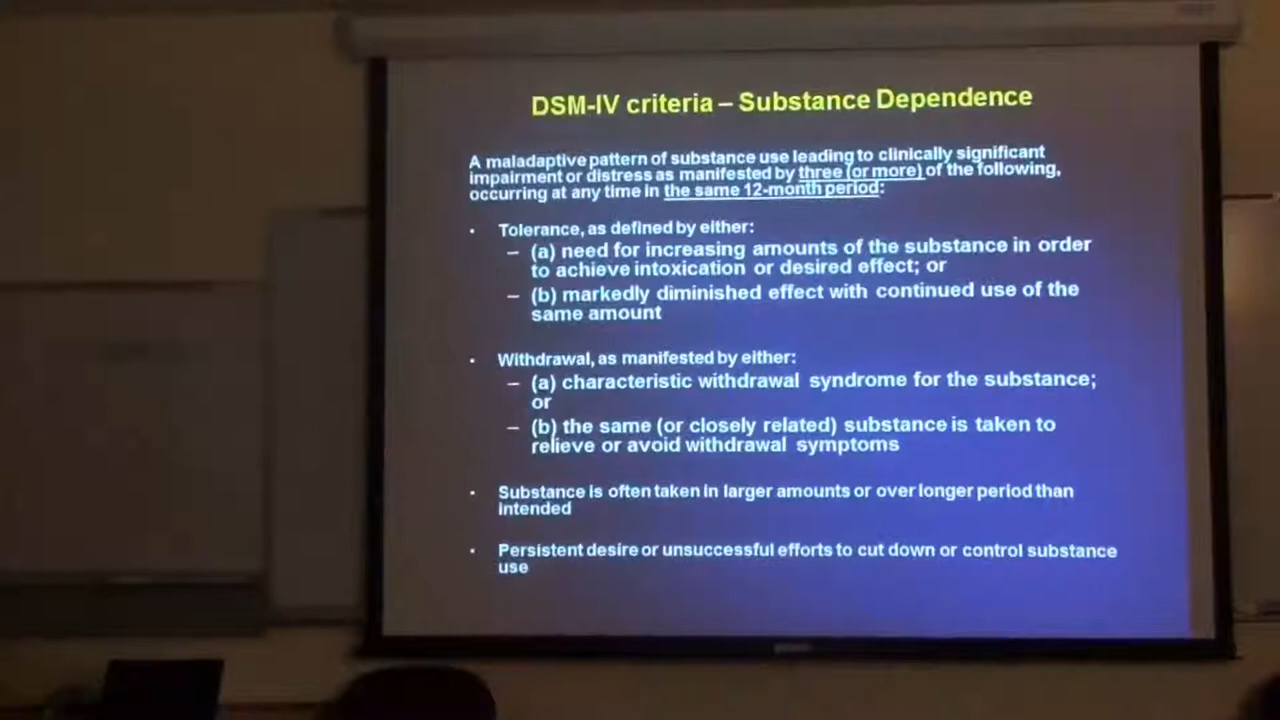 DSM-IV criteria – Substance Dependence
A maladaptive pattern of substance use leading to clinically significant
impairment or distress as manifested by three (or more) of the following,
occurring at any time in the same 12-month period:
• Tolerance, as defined by either:
– (a) need for increasing amounts of the substance in order
to achieve intoxication or desired effect; or
– (b) markedly diminished effect with continued use of the
same amount
• Withdrawal, as manifested by either:
– (a) characteristic withdrawal syndrome for the substance;
or
– (b) the same (or closely related) substance is taken to
relieve or avoid withdrawal symptoms
• Substance is often taken in larger amounts or over longer period than
intended
• Persistent desire or unsuccessful efforts to cut down or control substance
use